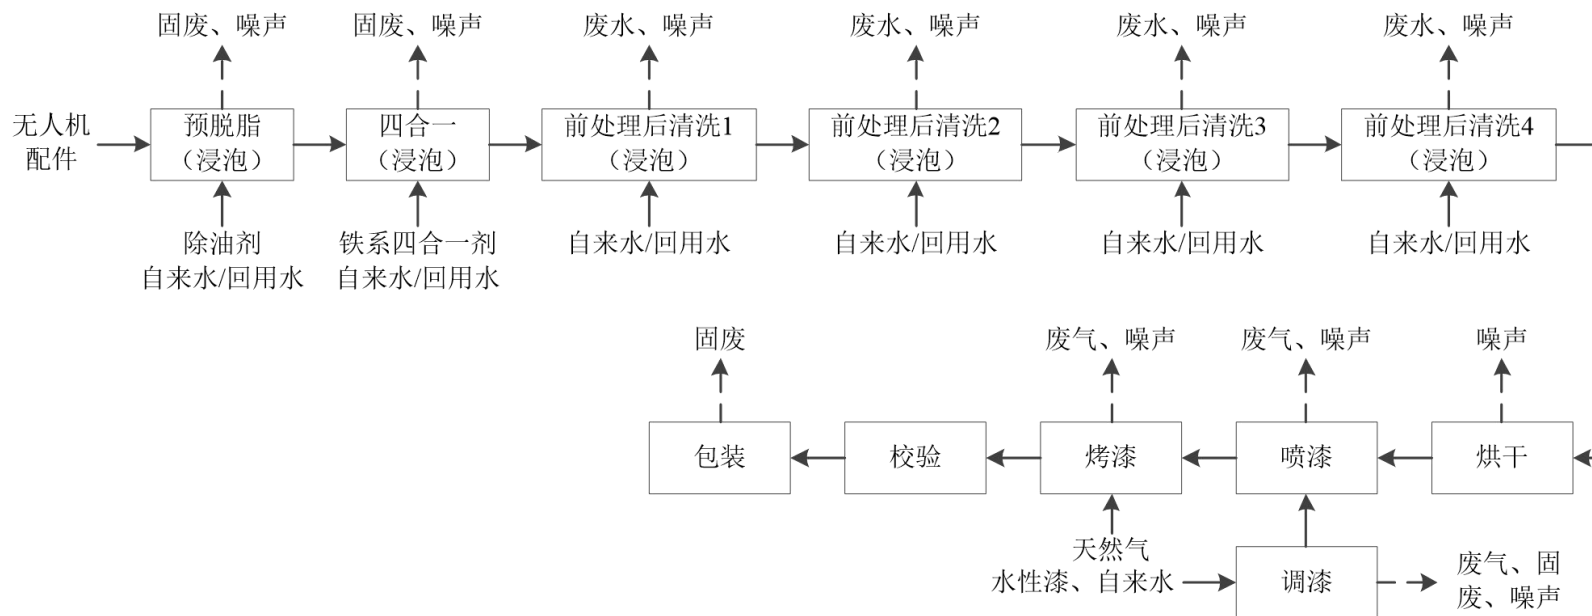 固废、噪声
固废、噪声
废水、噪声
废水、噪声
废水、噪声
废水、噪声
无人机
配件
预脱脂
（浸泡）
四合一
（浸泡）
前处理后清洗1
（浸泡）
前处理后清洗2
（浸泡）
前处理后清洗3
（浸泡）
前处理后清洗4
（浸泡）
除油剂
自来水/回用水
铁系四合一剂
自来水/回用水
自来水/回用水
自来水/回用水
自来水/回用水
自来水/回用水
固废
废气、噪声
废气、噪声
噪声
包装
校验
烤漆
喷漆
烘干
天然气
水性漆、自来水
调漆
废气、固
废、噪声